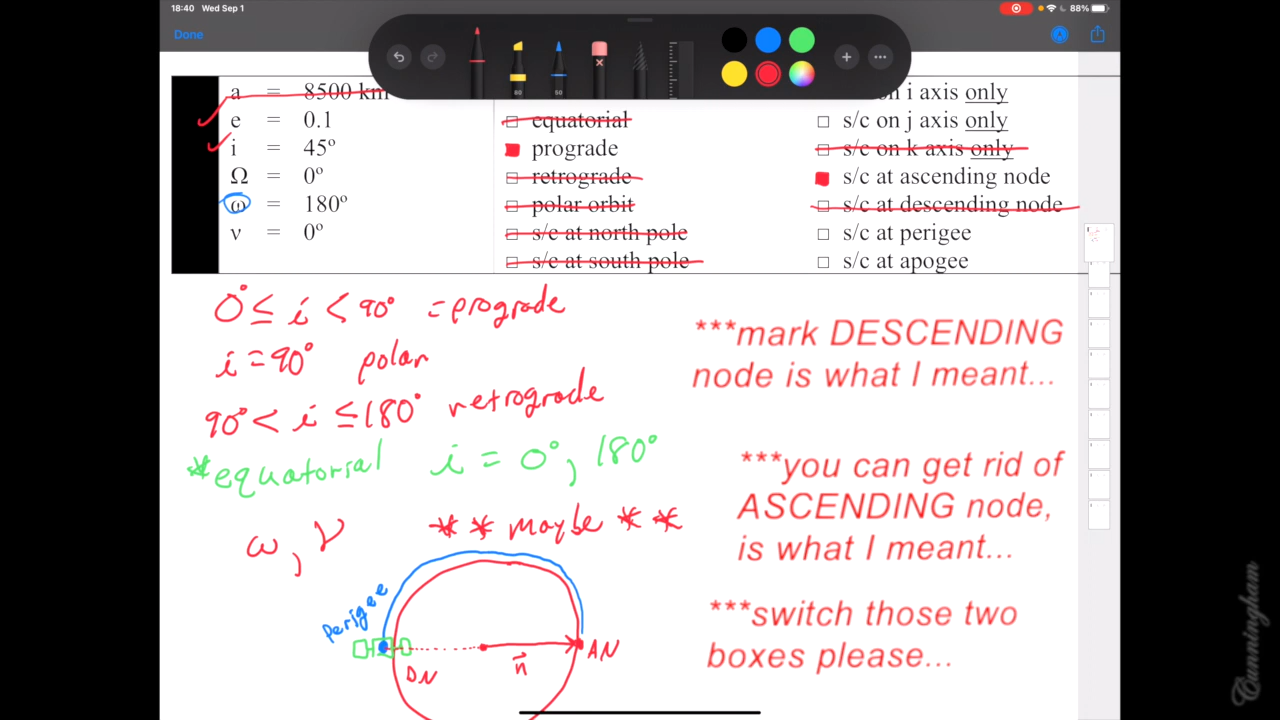 18:40 Wed Sep 1
88%
Done
80
50
a = 8500 km
e = 0.1
i = 45°
Ω = 0°
ω = 180°
ν = 0°
□ equatorial
prograde
□ retrograde
□ polar orbit
□ s/c at north pole
□ s/c at south pole
on i axis only
□ s/c on j axis only
□ s/c on k axis only
s/c at ascending node
□ s/c at descending node
□ s/c at perigee
□ s/c at apogee
0° ≤ i < 90° = prograde
i = 90° polar
90° < i ≤ 180° retrograde
*equatorial i = 0°, 180°
ω, ν ** maybe **
***mark DESCENDING
node is what I meant...
***you can get rid of
ASCENDING node,
is what I meant...
***switch those two
boxes please...
Perigee
DN
n⃗
AN
Cunningham